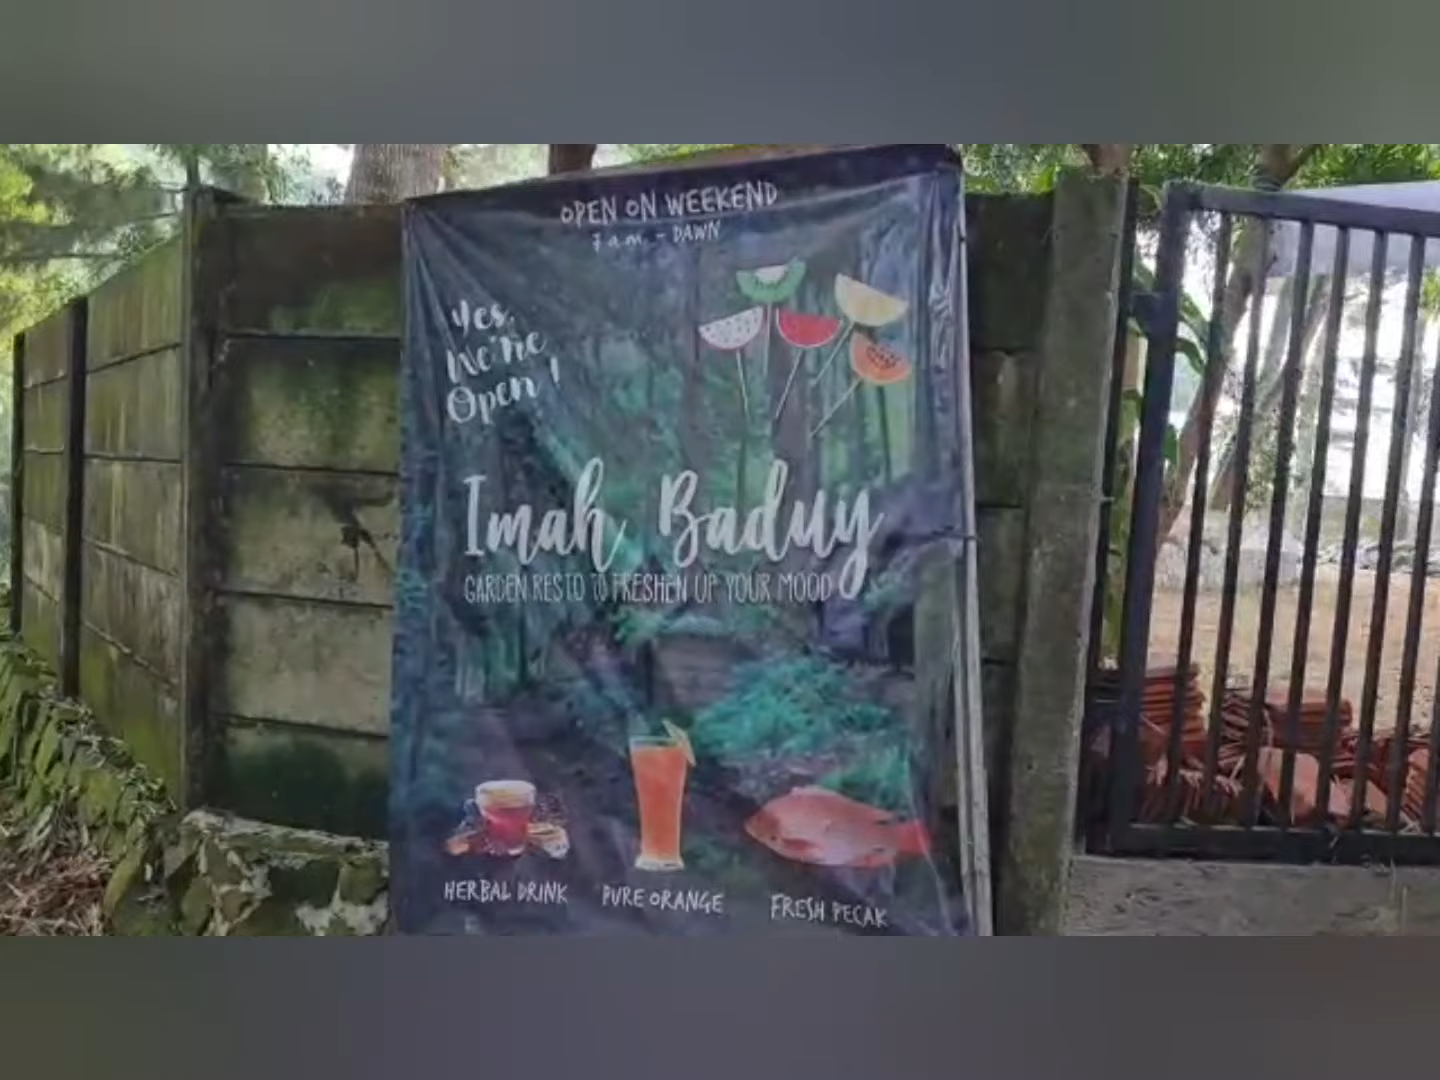 OPEN ON WEEKEND
7 a.m. - DAWN
Yes,
We're
Open!
Imah Baduy
GARDEN RESTO TO FRESHEN UP YOUR MOOD
HERBAL DRINK
PURE ORANGE
FRESH PECAK